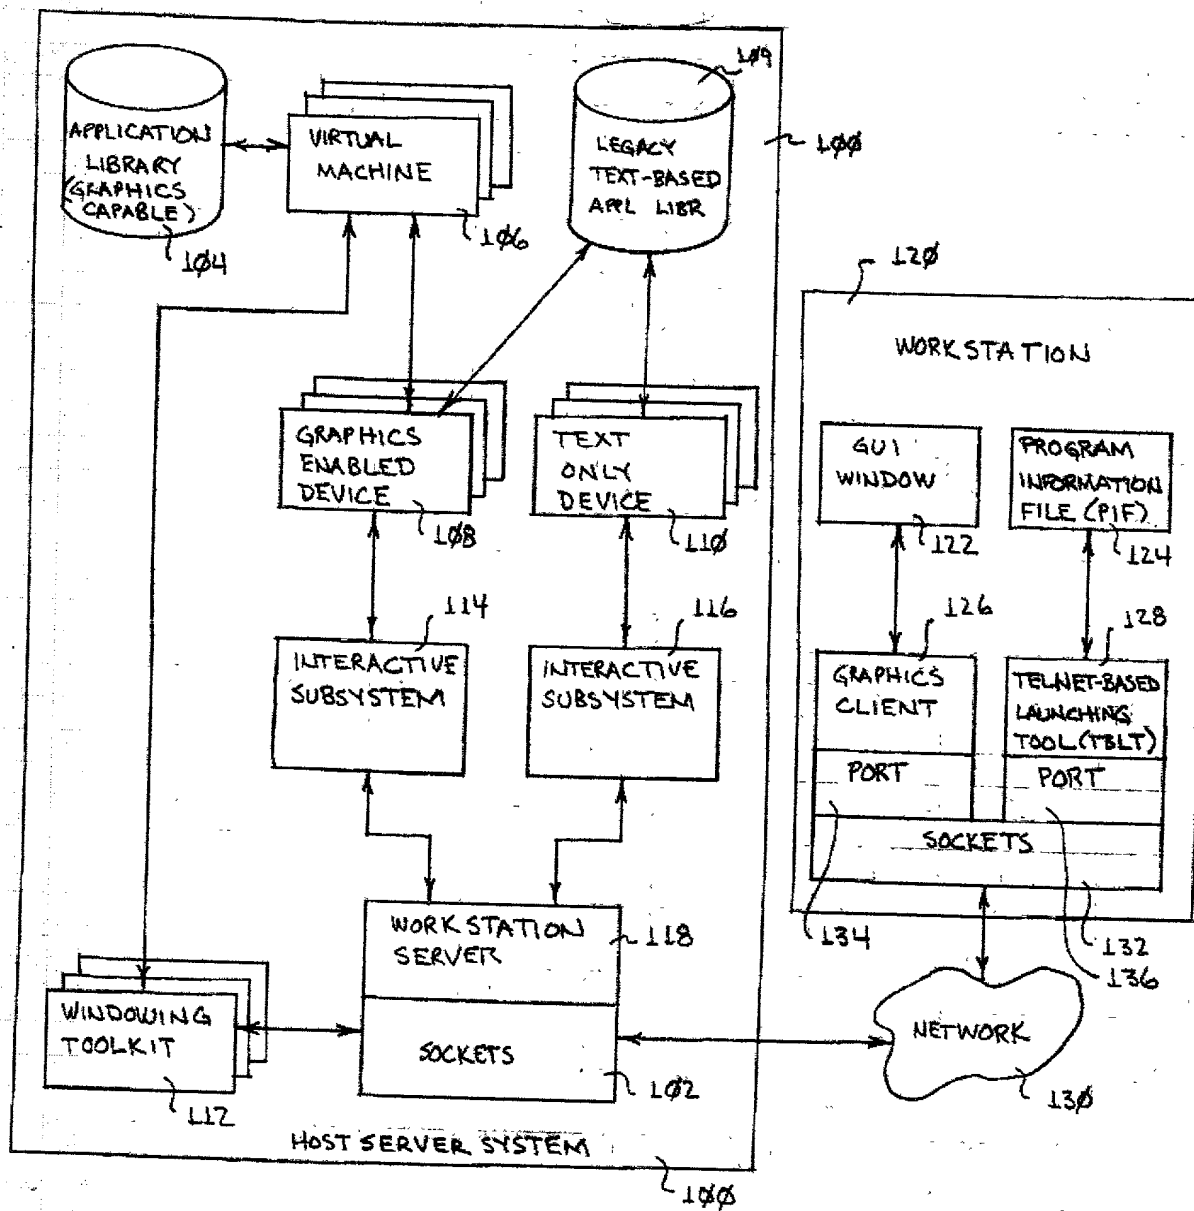 109
APPLICATION
LIBRARY
(GRAPHICS
CAPABLE)
104
VIRTUAL
MACHINE
106
LEGACY
TEXT-BASED
APPL LIBR
100
120
WORKSTATION
GRAPHICS
ENABLED
DEVICE
108
TEXT
ONLY
DEVICE
110
GUI
WINDOW
122
PROGRAM
INFORMATION
FILE (PIF)
124
114
INTERACTIVE
SUBSYSTEM
116
INTERACTIVE
SUBSYSTEM
126
GRAPHICS
CLIENT
PORT
128
TELNET-BASED
LAUNCHING
TOOL (TBLT)
PORT
SOCKETS
134
132
136
WORKSTATION
SERVER
118
SOCKETS
102
WINDOWING
TOOLKIT
112
NETWORK
130
HOST SERVER SYSTEM
100